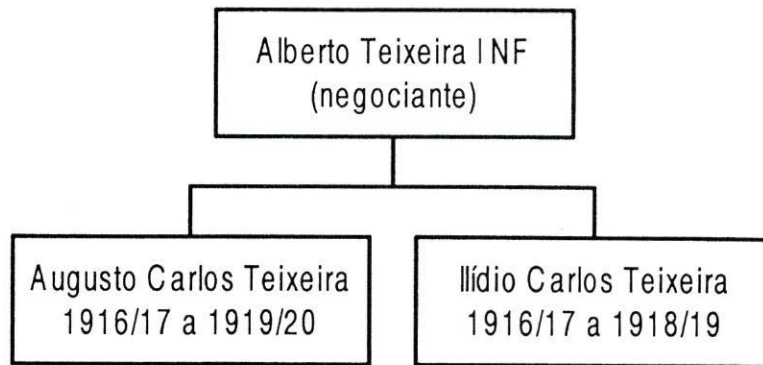 Alberto Teixeira INF
(negociante)
Augusto Carlos Teixeira
1916/17 a 1919/20
Ilídio Carlos Teixeira
1916/17 a 1918/19